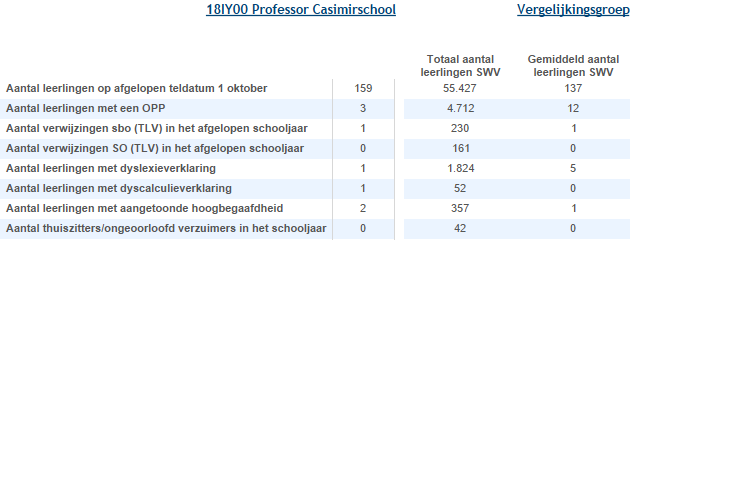 18IY00 Professor Casimirschool Vergelijkingsgroep
Totaal aantal Gemiddeld aantal
leerlingen SWV leerlingen SWV
Aantal leerlingen op afgelopen teldatum 1 oktober 159 55.427 137
Aantal leerlingen met een OPP 3 4.712 12
Aantal verwijzingen sbo (TLV) in het afgelopen schooljaar 1 230 1
Aantal verwijzingen SO (TLV) in het afgelopen schooljaar 0 161 0
Aantal leerlingen met dyslexieverklaring 1 1.824 5
Aantal leerlingen met dyscalculieverklaring 1 52 0
Aantal leerlingen met aangetoonde hoogbegaafdheid 2 357 1
Aantal thuiszitters/ongeoorloofd verzuimers in het schooljaar 0 42 0